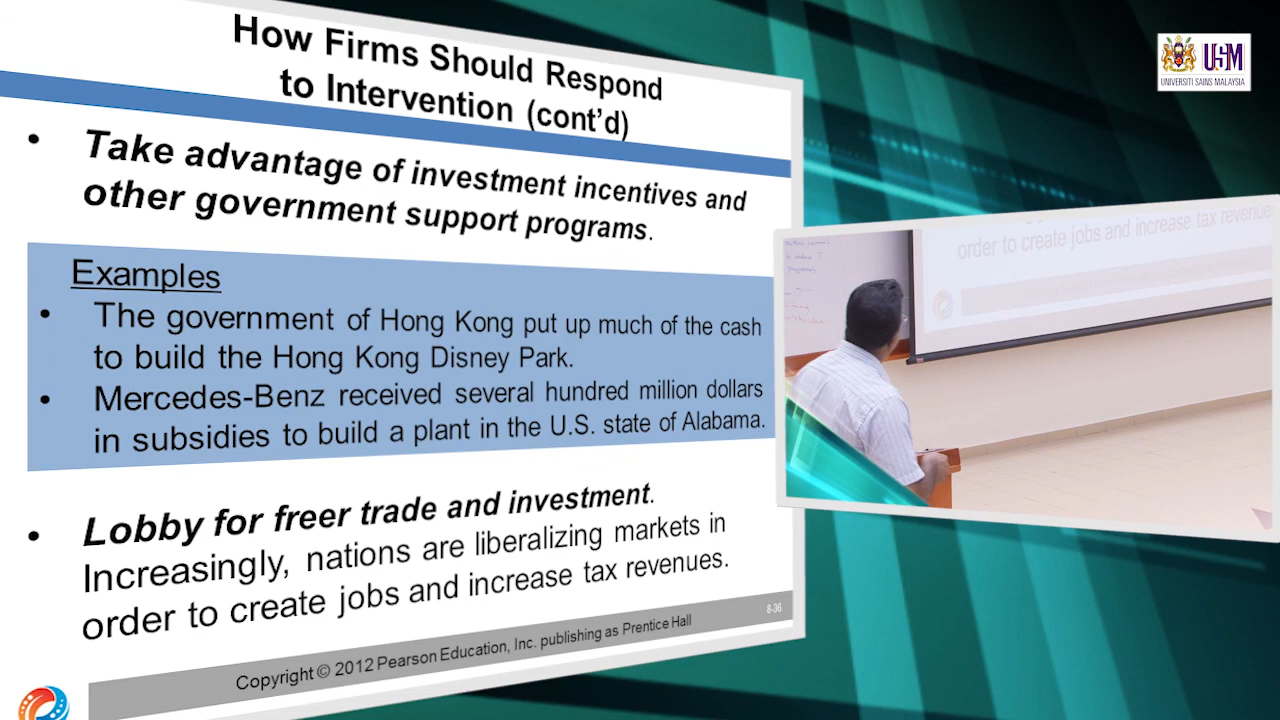 How Firms Should Respond
to Intervention (cont'd)
• Take advantage of investment incentives and
other government support programs.
Examples
• The government of Hong Kong put up much of the cash
to build the Hong Kong Disney Park.
• Mercedes-Benz received several hundred million dollars
in subsidies to build a plant in the U.S. state of Alabama.
• Lobby for freer trade and investment.
Increasingly, nations are liberalizing markets in
order to create jobs and increase tax revenues.
8-36
Copyright © 2012 Pearson Education, Inc. publishing as Prentice Hall
USM
UNIVERSITI SAINS MALAYSIA
order to create jobs and increase tax revenue